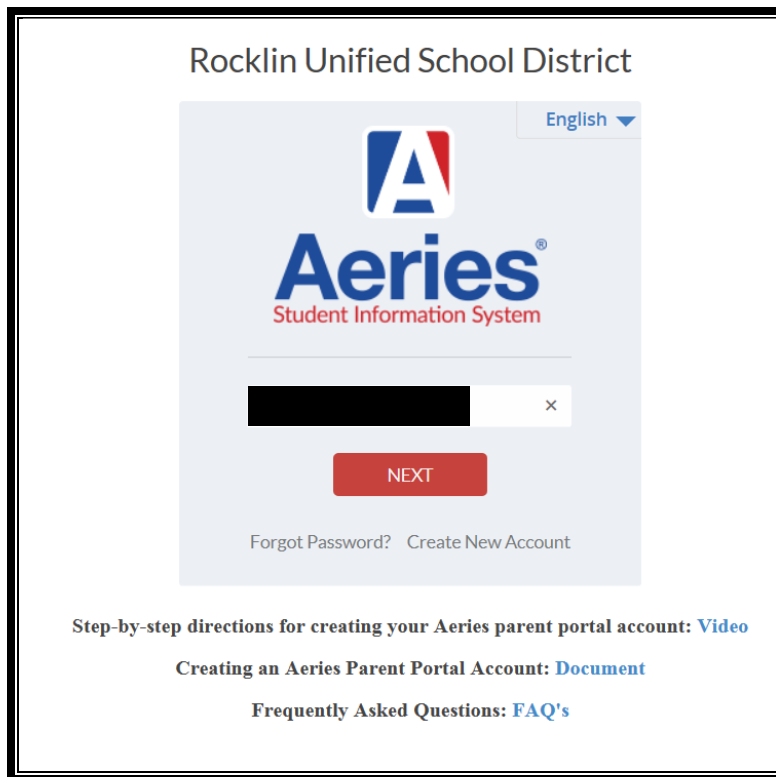 Rocklin Unified School District
English
A
Aeries®
Student Information System
×
NEXT
Forgot Password? Create New Account
Step-by-step directions for creating your Aeries parent portal account: Video
Creating an Aeries Parent Portal Account: Document
Frequently Asked Questions: FAQ's